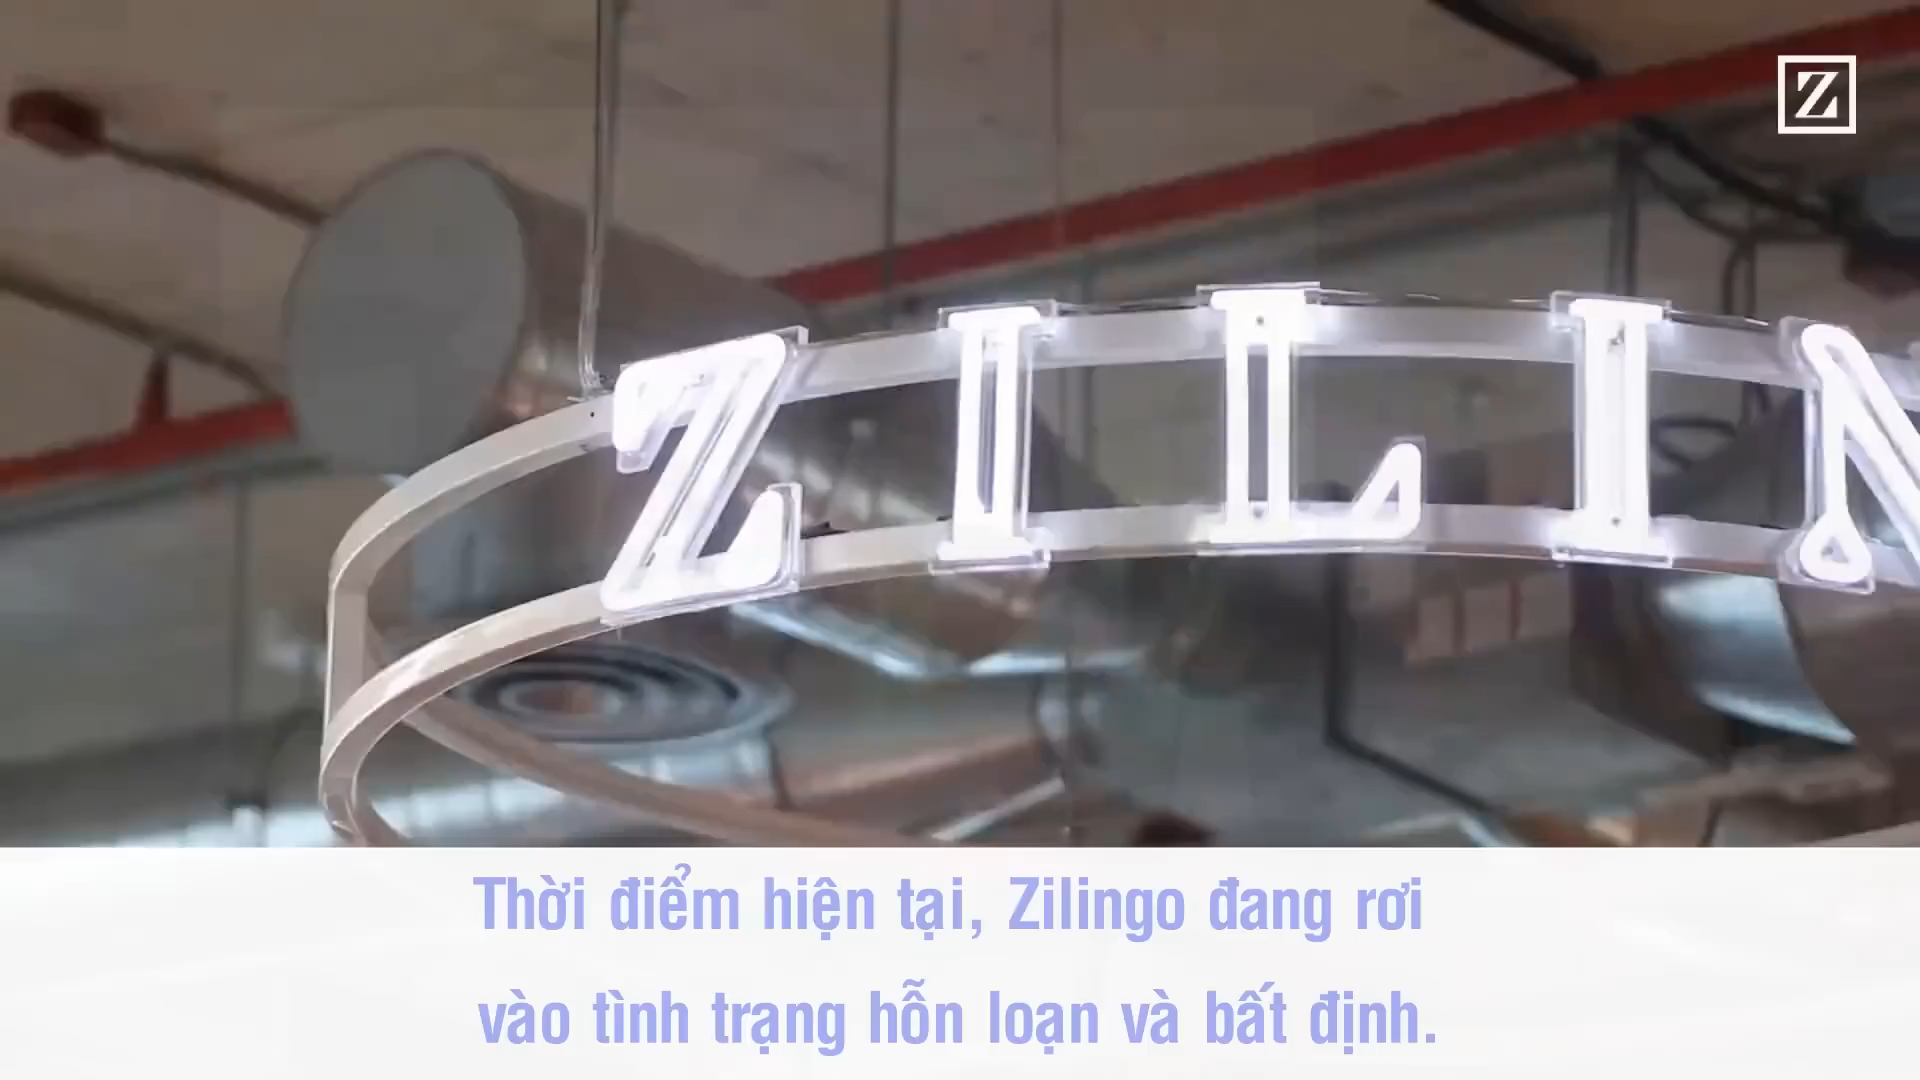 Z
ZILIN
Thời điểm hiện tại, Zilingo đang rơi
vào tình trạng hỗn loạn và bất định.